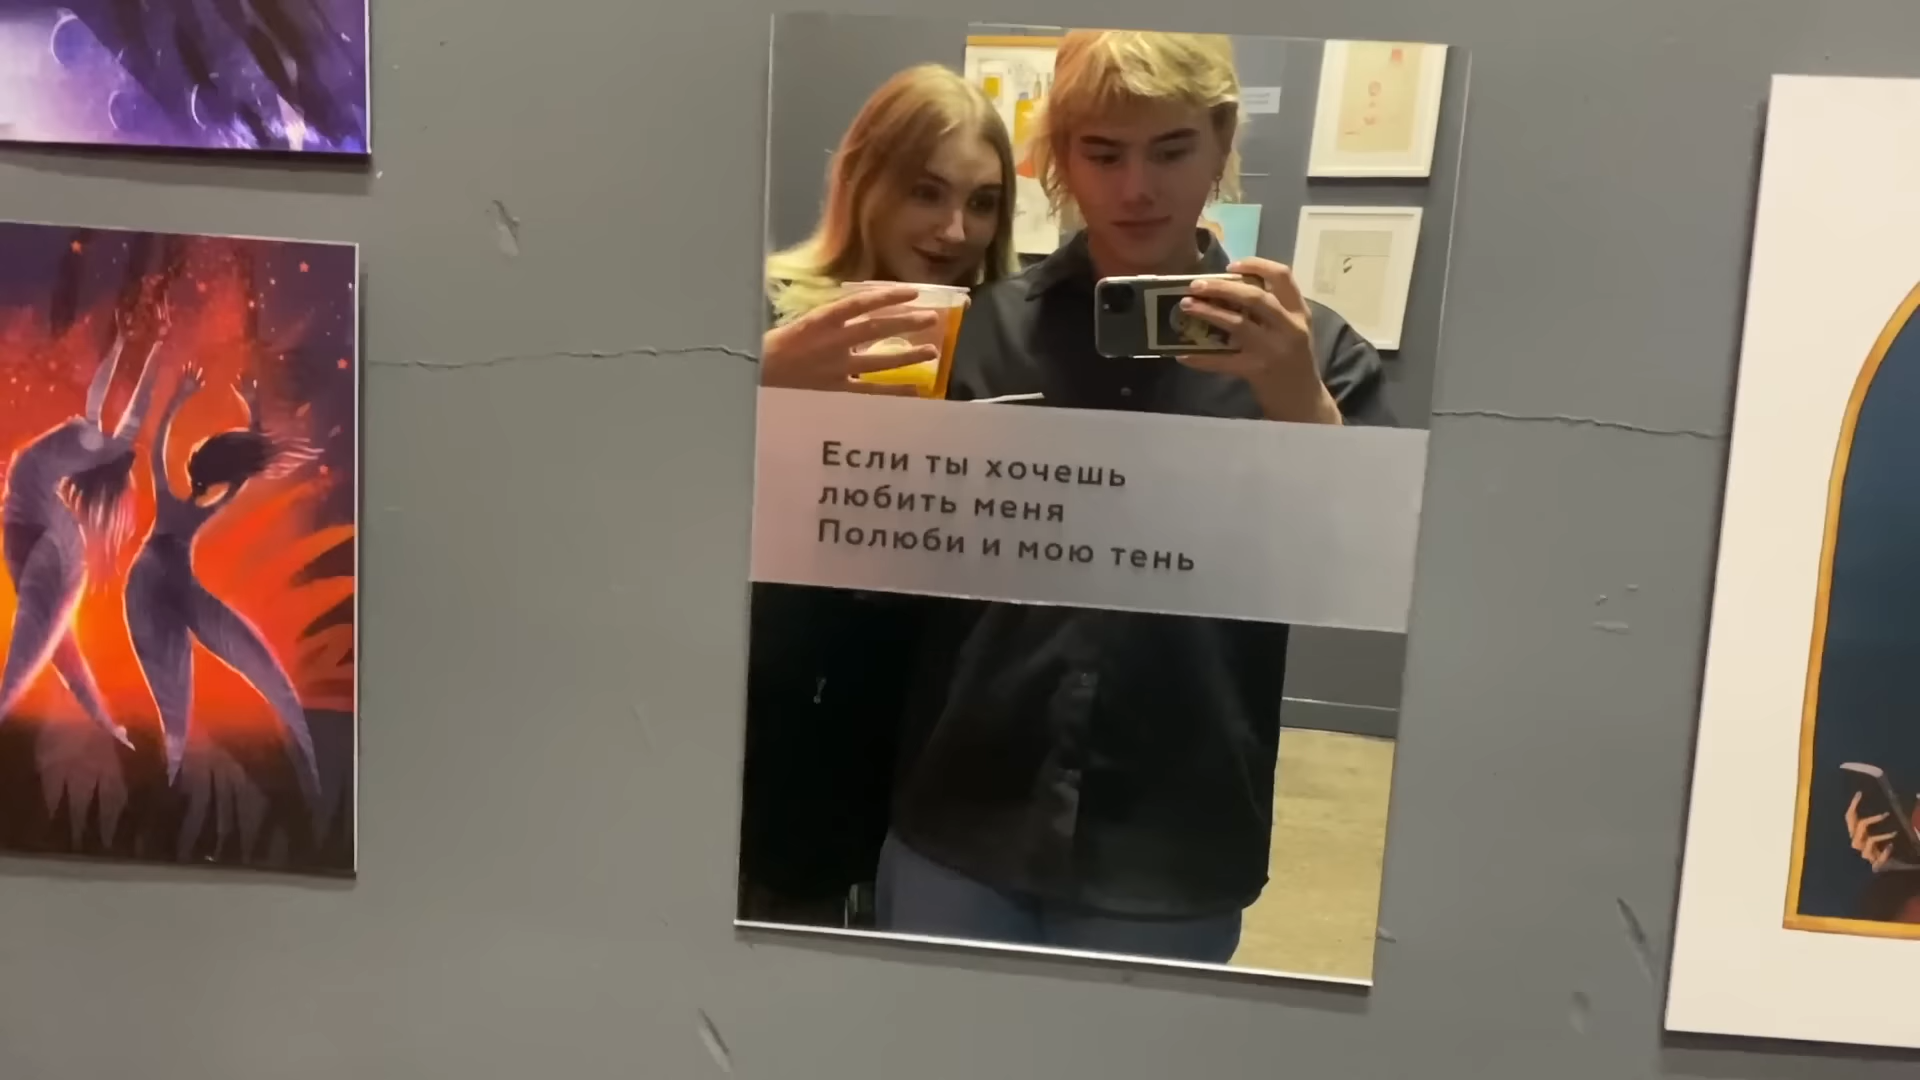 Если ты хочешь
любить меня
Полюби и мою тень